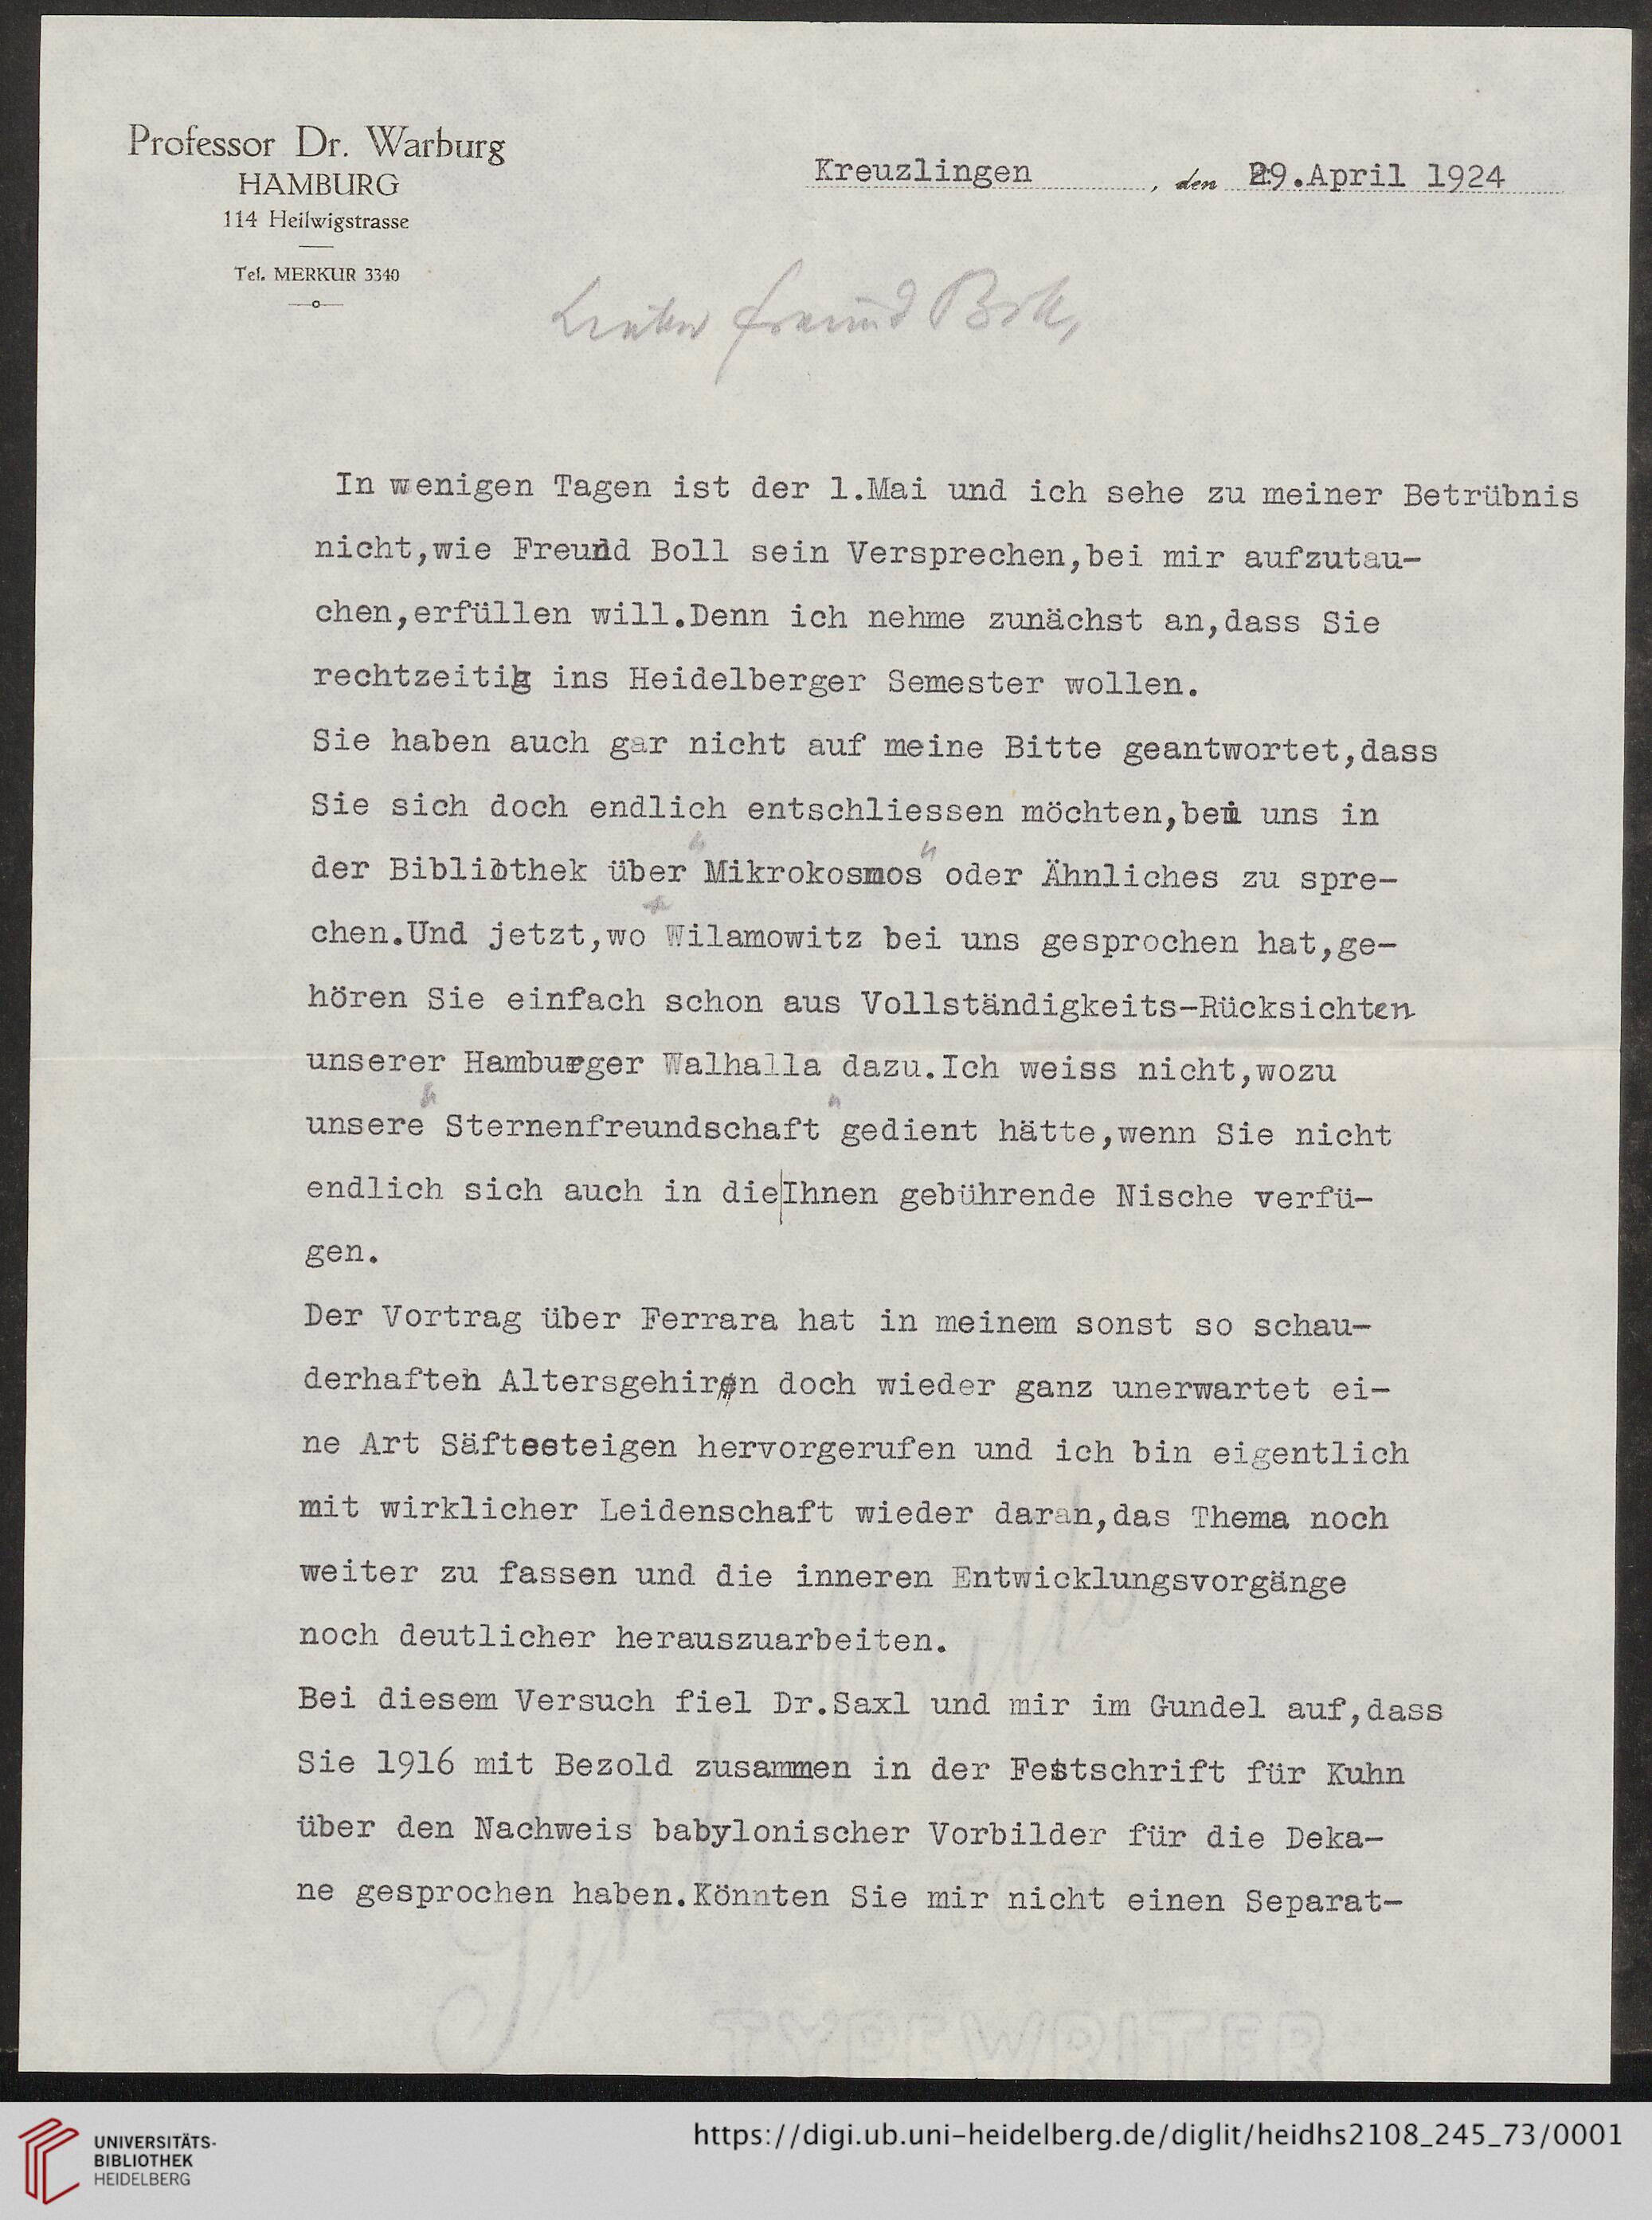 Professor Dr. Warburg
HAMBURG
114 Heilwigstrasse
Tel. MERKUR 3340
Kreuzlingen, den 29.April 1924
Lieber Freund Boll,
In wenigen Tagen ist der 1.Mai und ich sehe zu meiner Betrübnis
nicht,wie Freund Boll sein Versprechen,bei mir aufzutau-
chen,erfüllen will.Denn ich nehme zunächst an,dass Sie
rechtzeitig ins Heidelberger Semester wollen.
Sie haben auch gar nicht auf meine Bitte geantwortet,dass
Sie sich doch endlich entschliessen möchten,bei uns in
der Bibliothek über "Mikrokosmos" oder Ähnliches zu spre-
chen.Und jetzt,wo Wilamowitz bei uns gesprochen hat,ge-
hören Sie einfach schon aus Vollständigkeits-Rücksichten
unserer Hamburger Walhalla dazu.Ich weiss nicht,wozu
unsere "Sternenfreundschaft" gedient hätte,wenn Sie nicht
endlich sich auch in die|Ihnen gebührende Nische verfü-
gen.
Der Vortrag über Ferrara hat in meinem sonst so schau-
derhaften Altersgehirn doch wieder ganz unerwartet ei-
ne Art Säftesteigen hervorgerufen und ich bin eigentlich
mit wirklicher Leidenschaft wieder daran,das Thema noch
weiter zu fassen und die inneren Entwicklungsvorgänge
noch deutlicher herauszuarbeiten.
Bei diesem Versuch fiel Dr.Saxl und mir im Gundel auf,dass
Sie 1916 mit Bezold zusammen in der Festschrift für Kuhn
über den Nachweis babylonischer Vorbilder für die Deka-
ne gesprochen haben.Könnten Sie mir nicht einen Separat-
FOR
TYPEWRITER
UNIVERSITÄTS-
BIBLIOTHEK
HEIDELBERG
https://digi.ub.uni-heidelberg.de/diglit/heidhs2108_245_73/0001